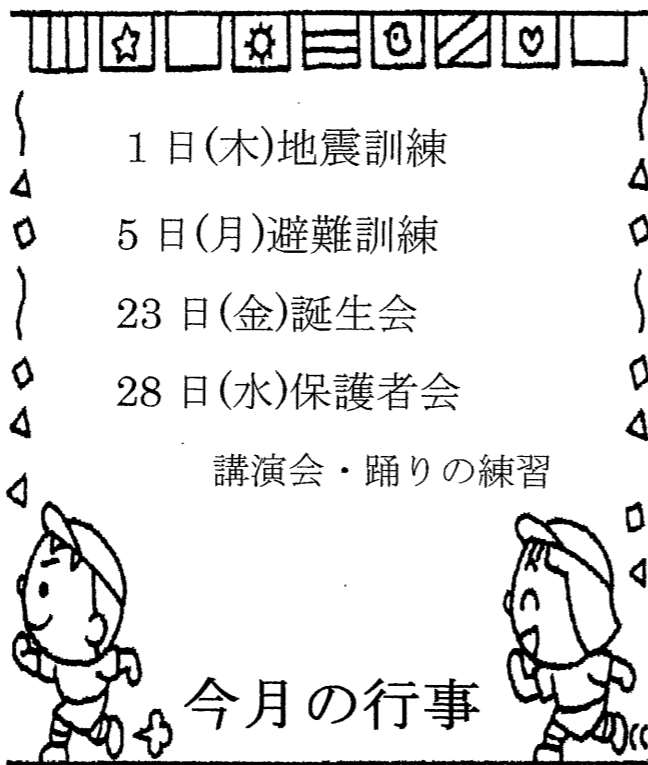 1日(木)地震訓練
5日(月)避難訓練
23日(金)誕生会
28日(水)保護者会
講演会・踊りの練習
今月の行事